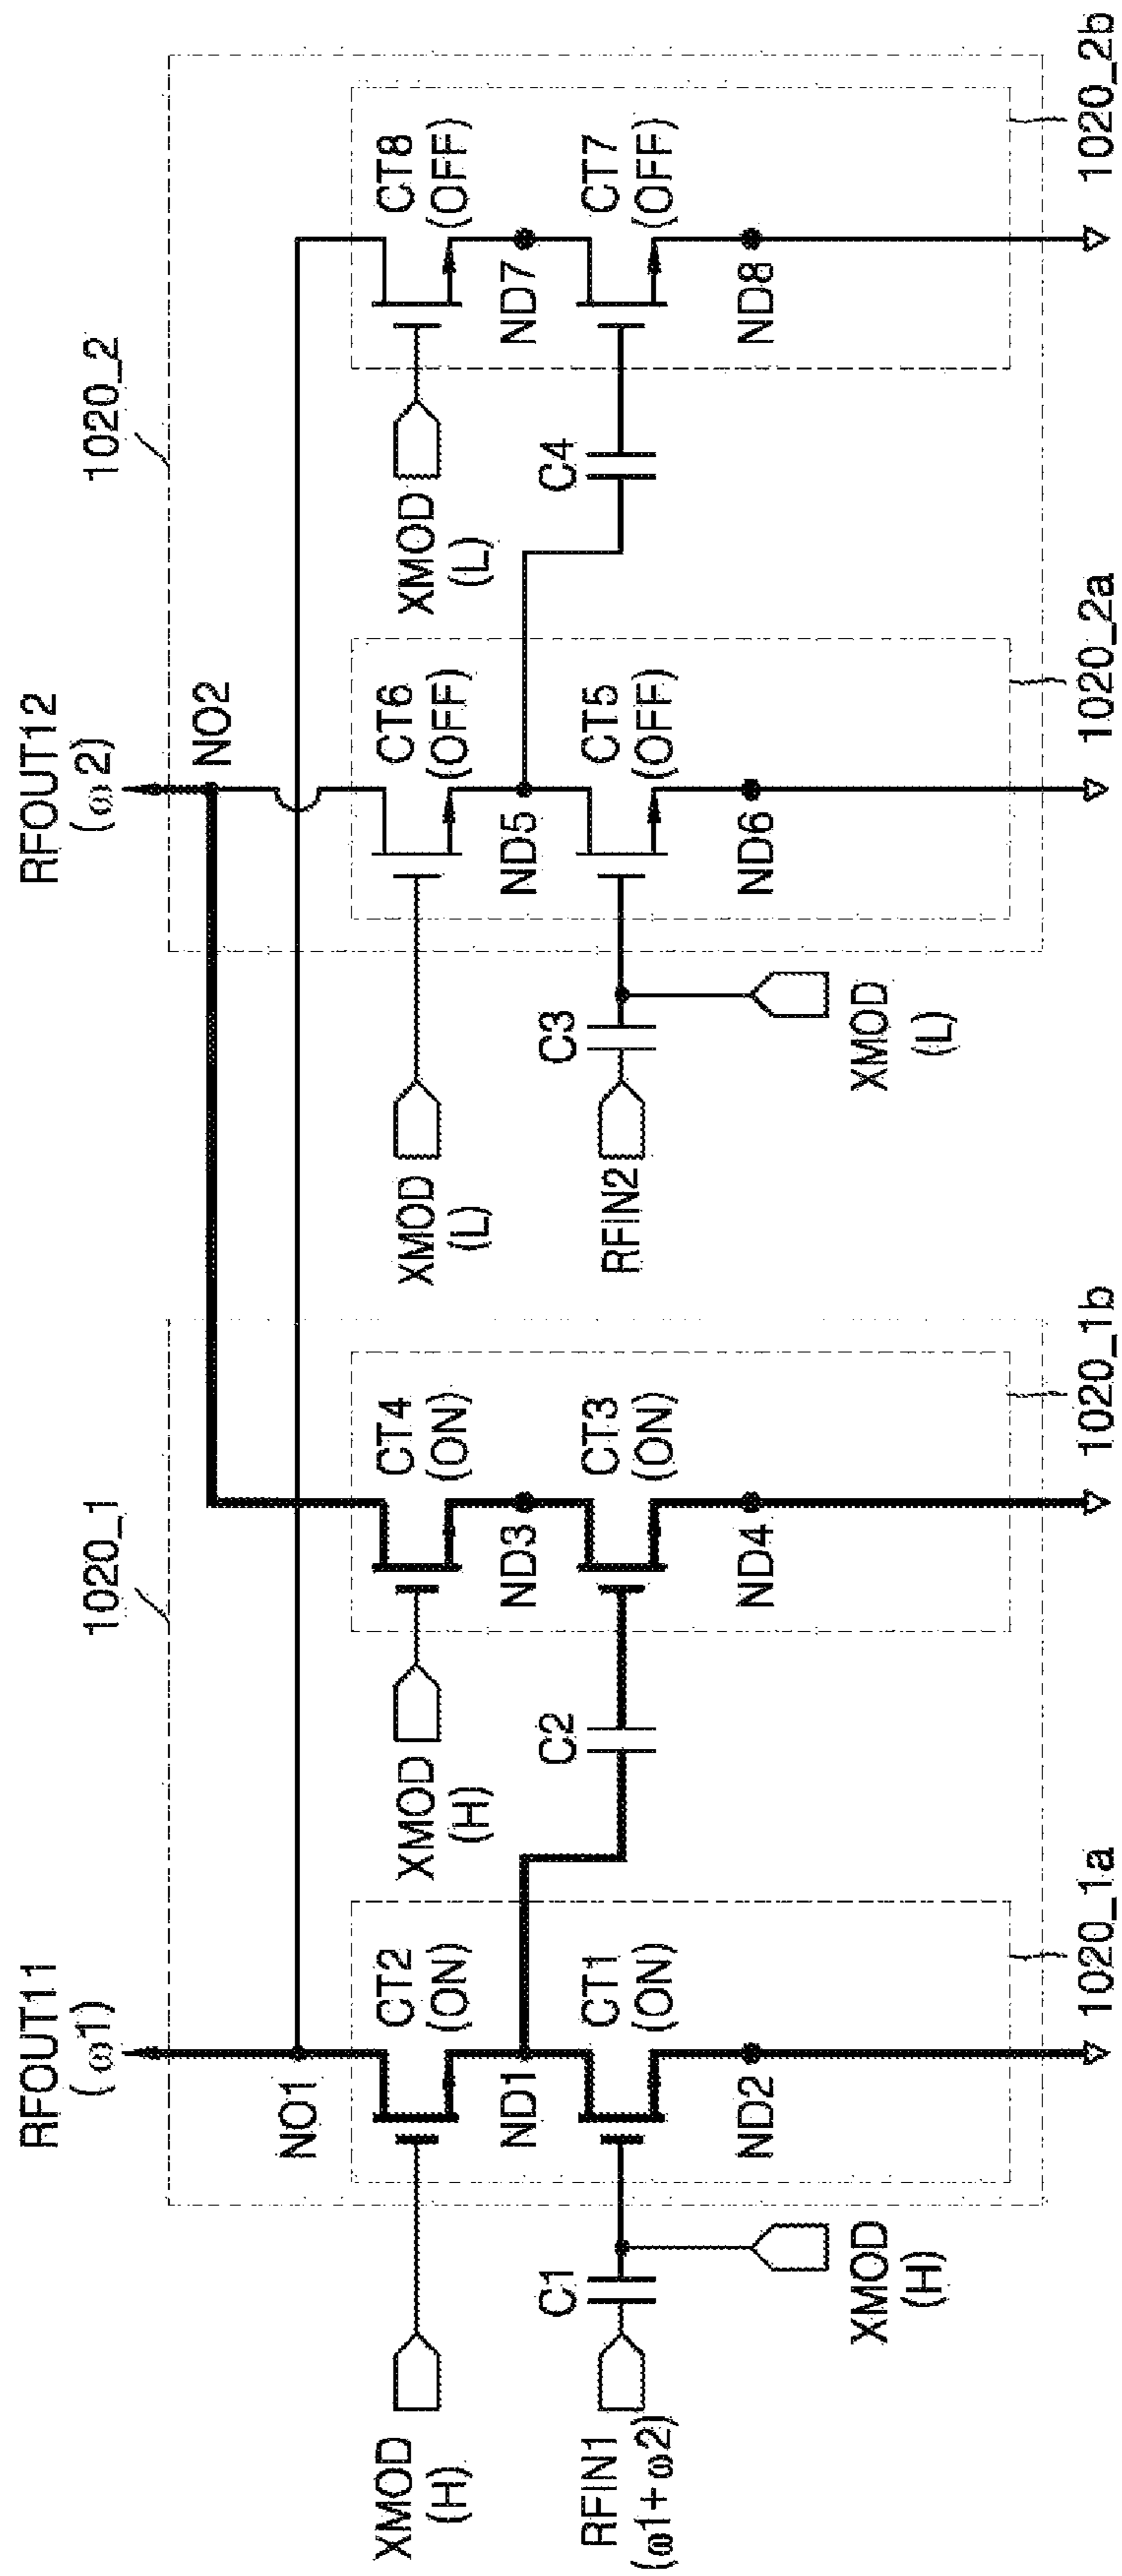 RFOUT11
(ω1)
RFOUT12
(ω2)
1020_1
1020_2
NO1
NO2
XMOD
(H)
CT2
(ON)
XMOD
(H)
CT4
(ON)
XMOD
(L)
CT6
(OFF)
XMOD
(L)
CT8
(OFF)
ND1
ND3
ND5
ND7
RFIN1
(ω1+ω2)
C1
CT1
(ON)
C2
CT3
(ON)
RFIN2
C3
CT5
(OFF)
C4
CT7
(OFF)
ND2
ND4
ND6
ND8
XMOD
(H)
XMOD
(L)
1020_1a
1020_1b
1020_2a
1020_2b